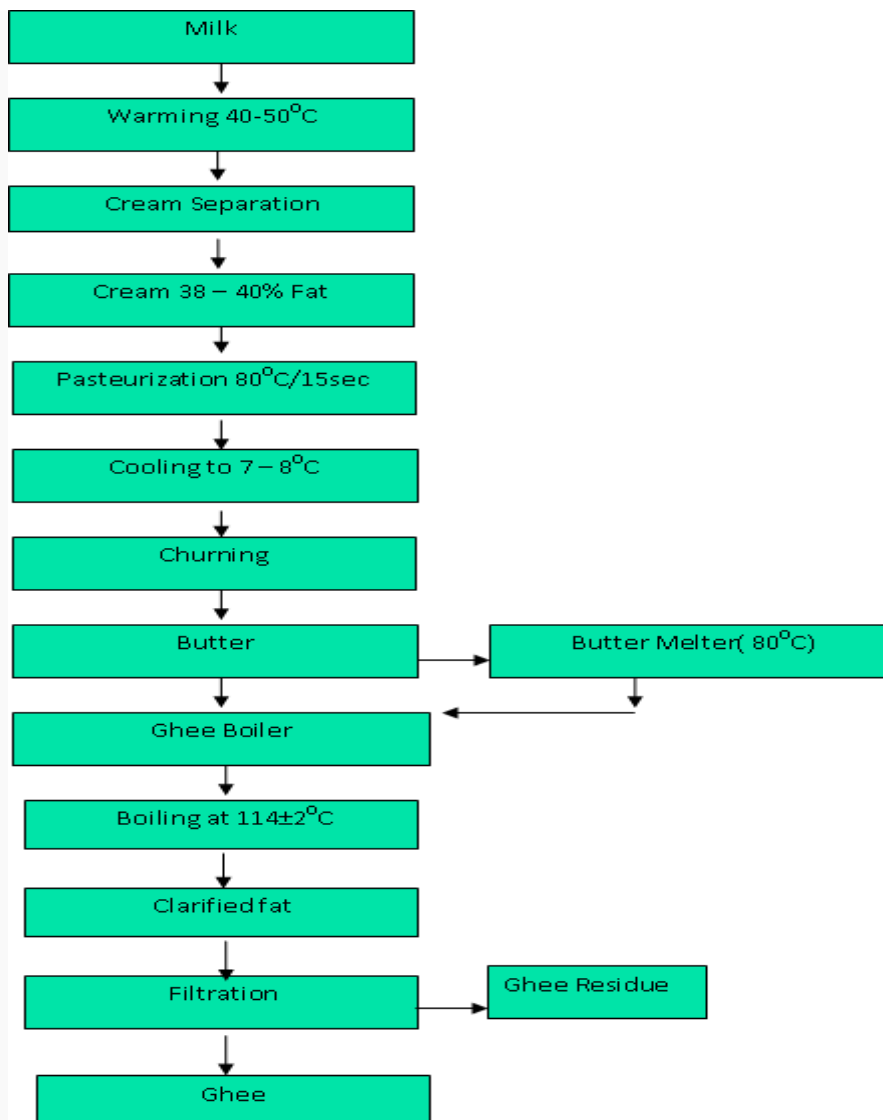 Milk
Warming 40-50°C
Cream Separation
Cream 38 – 40% Fat
Pasteurization 80°C/15sec
Cooling to 7 – 8°C
Churning
Butter
Butter Melter( 80°C)
Ghee Boiler
Boiling at 114±2°C
Clarified fat
Filtration
Ghee Residue
Ghee